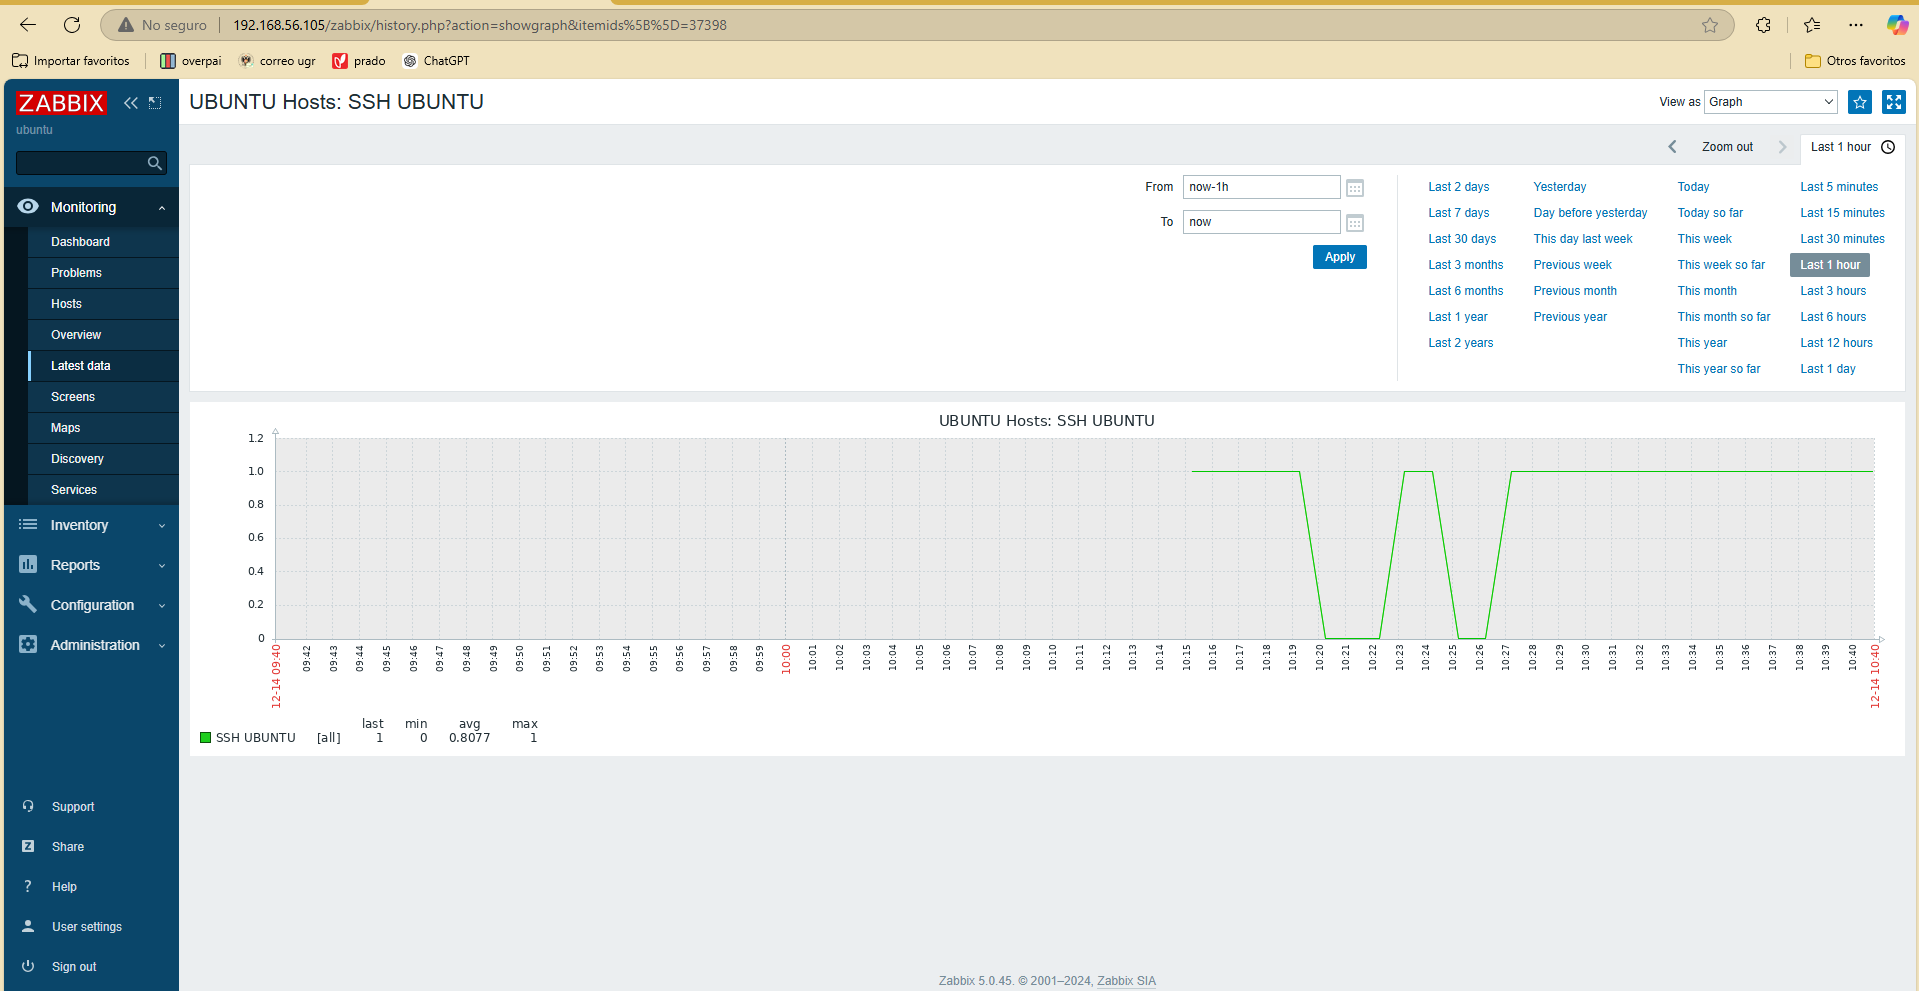 No seguro
192.168.56.105/zabbix/history.php?action=showgraph&itemids%5B%5D=37398
Importar favoritos
overpai
correo ugr
prado
ChatGPT
Otros favoritos
ZABBIX
ubuntu
UBUNTU Hosts: SSH UBUNTU
View as Graph
Zoom out
Last 1 hour
Monitoring
Dashboard
Problems
Hosts
Overview
Latest data
Screens
Maps
Discovery
Services
Inventory
Reports
Configuration
Administration
Support
Share
Help
User settings
Sign out
From now-1h
To now
Apply
Last 2 days Yesterday Today Last 5 minutes
Last 7 days Day before yesterday Today so far Last 15 minutes
Last 30 days This day last week This week Last 30 minutes
Last 3 months Previous week This week so far Last 1 hour
Last 6 months Previous month This month Last 3 hours
Last 1 year Previous year This month so far Last 6 hours
Last 2 years This year Last 12 hours
This year so far Last 1 day
UBUNTU Hosts: SSH UBUNTU
1.2
1.0
0.8
0.6
0.4
0.2
0
12-14 09:40 09:42 09:43 09:44 09:45 09:46 09:47 09:48 09:49 09:50 09:51 09:52 09:53 09:54 09:55 09:56 09:57 09:58 09:59 10:00 10:01 10:02 10:03 10:04 10:05 10:06 10:07 10:08 10:09 10:10 10:11 10:12 10:13 10:14 10:15 10:16 10:17 10:18 10:19 10:20 10:21 10:22 10:23 10:24 10:25 10:26 10:27 10:28 10:29 10:30 10:31 10:32 10:33 10:34 10:35 10:36 10:37 10:38 10:39 10:40 12-14 10:40
last min avg max
SSH UBUNTU [all] 1 0 0.8077 1
Zabbix 5.0.45. © 2001–2024, Zabbix SIA